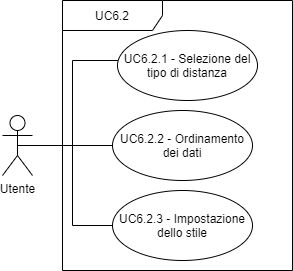 UC6.2
UC6.2.1 - Selezione del
tipo di distanza
UC6.2.2 - Ordinamento
dei dati
Utente
UC6.2.3 - Impostazione
dello stile